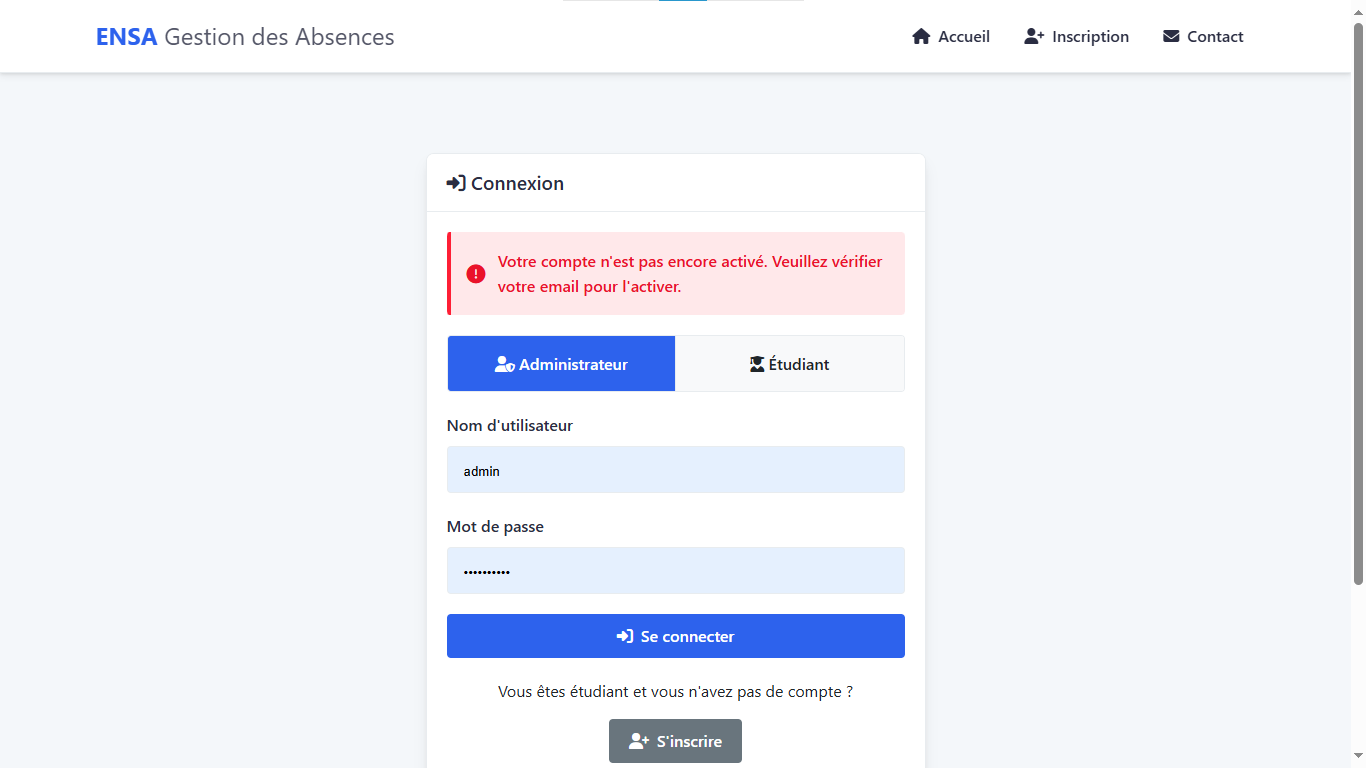 ENSA Gestion des Absences
Accueil
Inscription
Contact
Connexion
Votre compte n'est pas encore activé. Veuillez vérifier
votre email pour l'activer.
Administrateur
Étudiant
Nom d'utilisateur
admin
Mot de passe
••••••••••
Se connecter
Vous êtes étudiant et vous n'avez pas de compte ?
S'inscrire